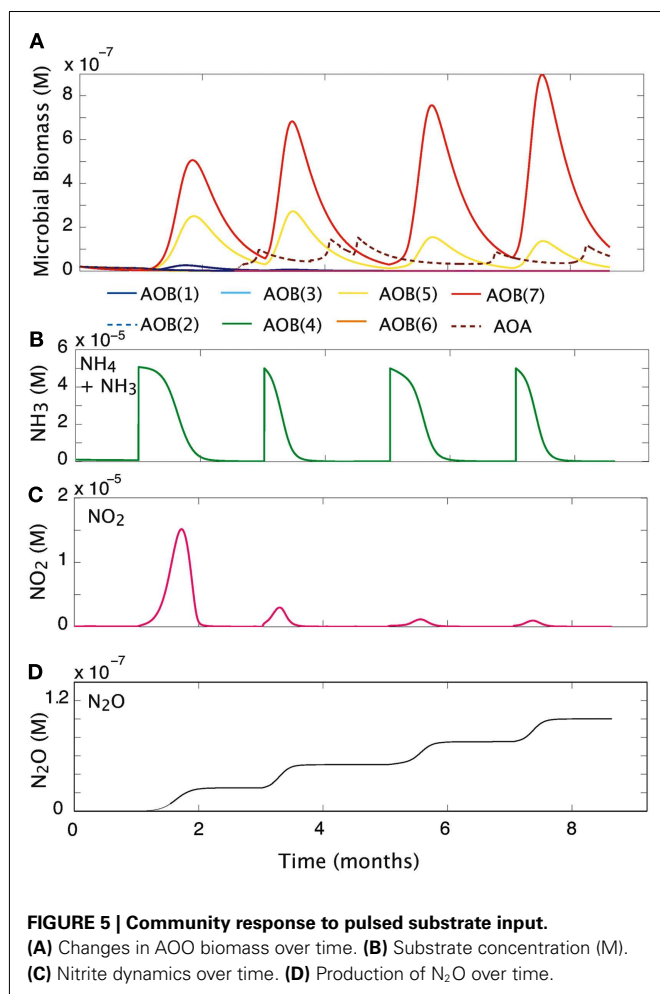 A
x 10⁻⁷
Microbial Biomass (M)
8
4
0
AOB(1) AOB(3) AOB(5) AOB(7)
AOB(2) AOB(4) AOB(6) AOA
B
x 10⁻⁵
NH4 + NH3
NH3 (M)
6
4
2
0
C
x 10⁻⁵
NO₂
NO₂ (M)
2
1
0
D
x 10⁻⁷
N₂O
N₂O (M)
1.2
0
0 2 4 6 8
Time (months)
FIGURE 5 | Community response to pulsed substrate input.
(A) Changes in AOO biomass over time. (B) Substrate concentration (M).
(C) Nitrite dynamics over time. (D) Production of N₂O over time.